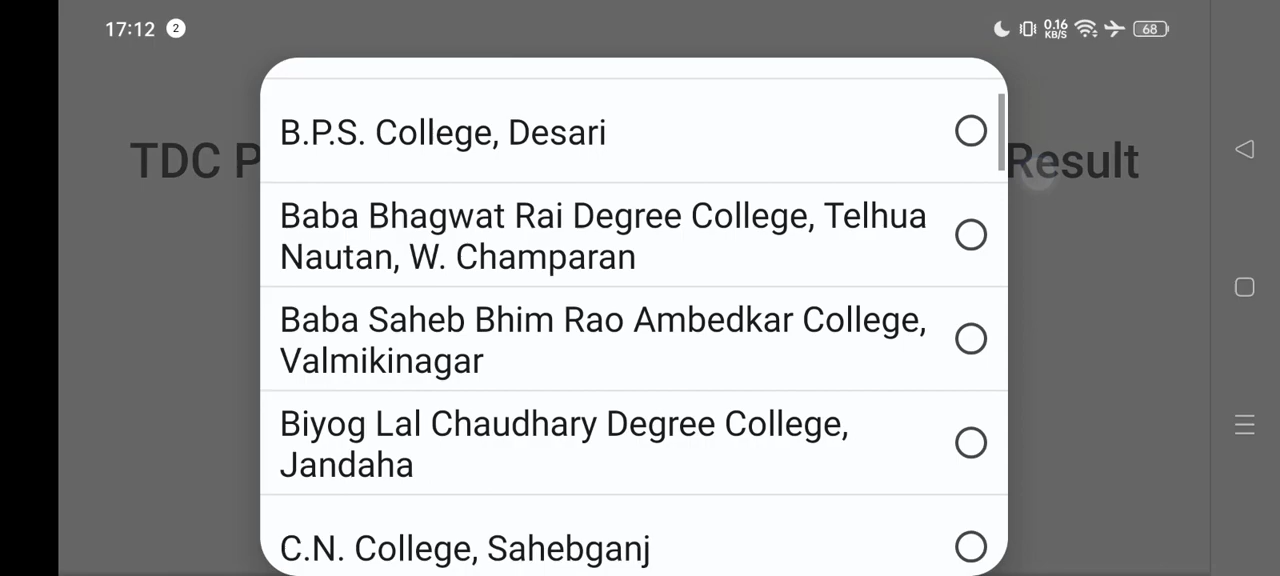 17:12 2 0.16 KB/S 68
TDC P Result
B.P.S. College, Desari
Baba Bhagwat Rai Degree College, Telhua
Nautan, W. Champaran
Baba Saheb Bhim Rao Ambedkar College,
Valmikinagar
Biyog Lal Chaudhary Degree College,
Jandaha
C.N. College, Sahebganj